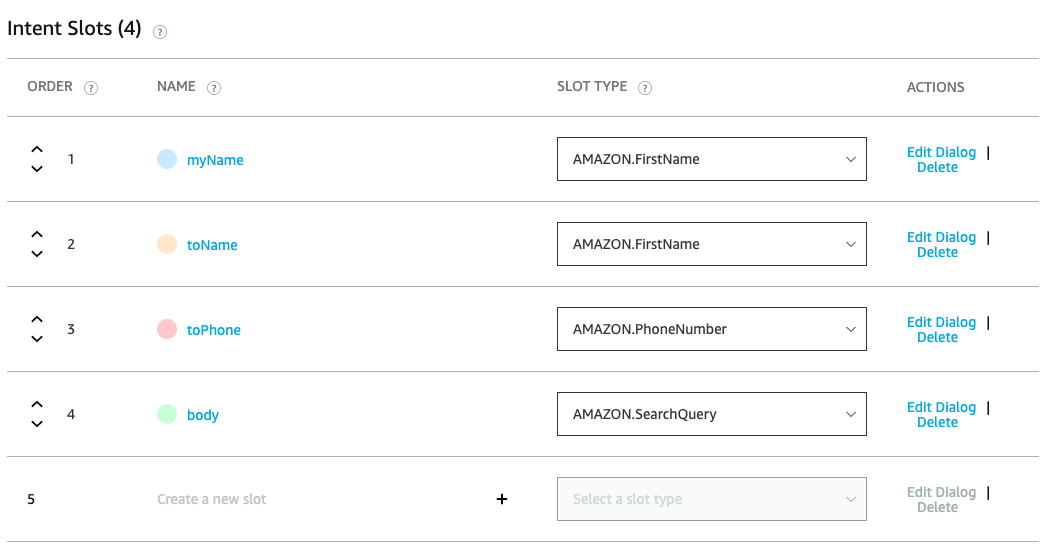 Intent Slots (4) ?
ORDER ? NAME ? SLOT TYPE ? ACTIONS
1 myName AMAZON.FirstName Edit Dialog |
Delete
2 toName AMAZON.FirstName Edit Dialog |
Delete
3 toPhone AMAZON.PhoneNumber Edit Dialog |
Delete
4 body AMAZON.SearchQuery Edit Dialog |
Delete
5 Create a new slot + Select a slot type Edit Dialog |
Delete